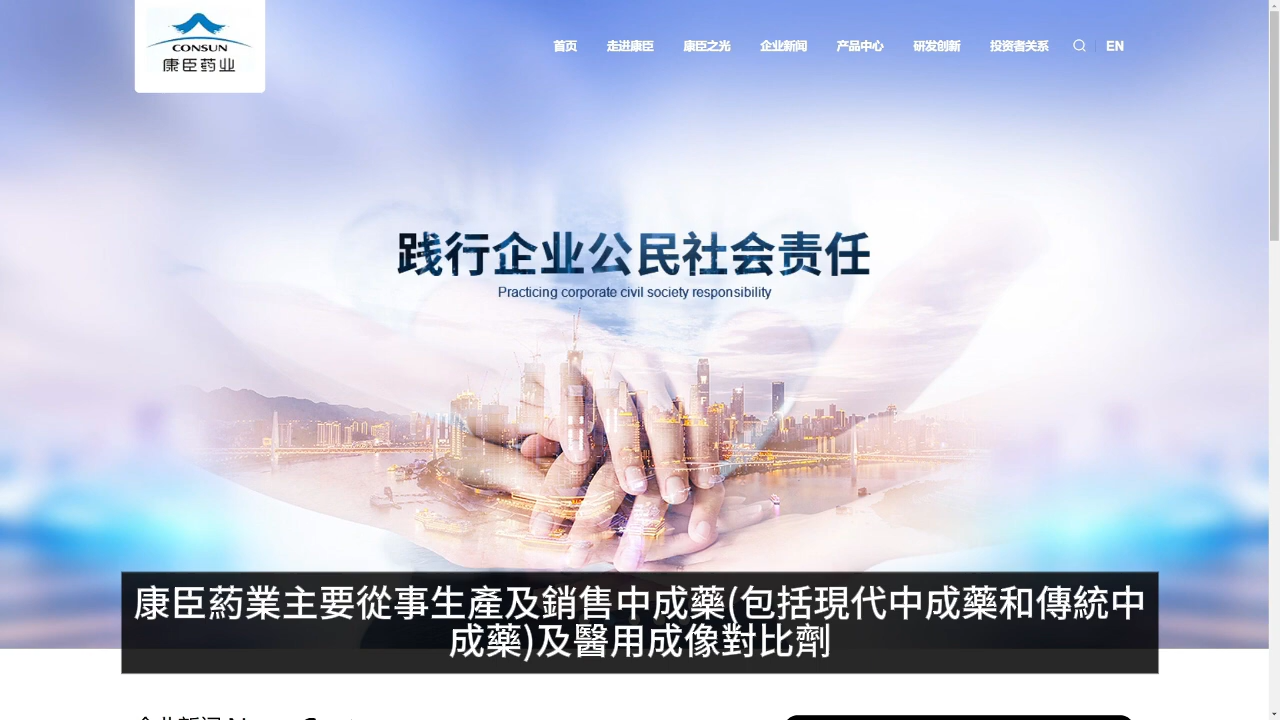 CONSUN
康臣药业
首页 走进康臣 康臣之光 企业新闻 产品中心 研发创新 投资者关系 EN
践行企业公民社会责任
Practicing corporate civil society responsibility
康臣葯業主要從事生產及銷售中成藥(包括現代中成藥和傳統中
成藥)及醫用成像對比劑